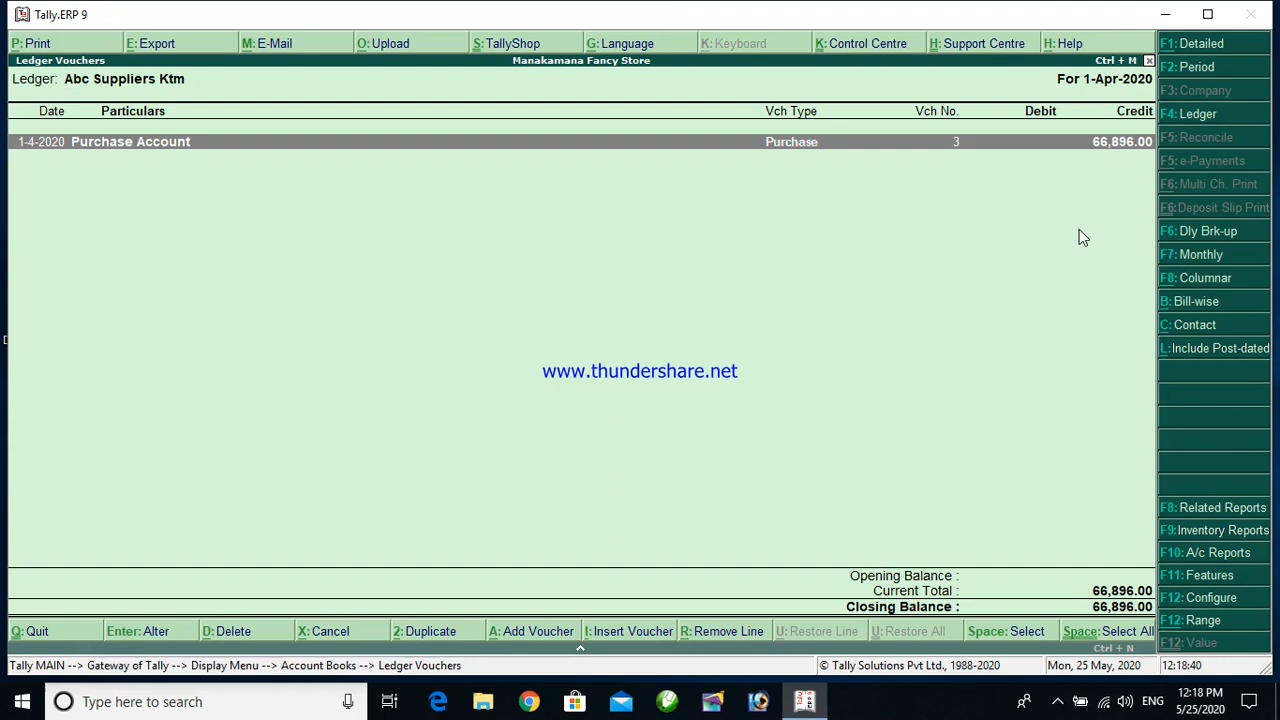 Tally.ERP 9
P: Print E: Export M: E-Mail O: Upload S: TallyShop G: Language K: Keyboard K: Control Centre H: Support Centre H: Help
Ledger Vouchers Manakamana Fancy Store Ctrl + M
Ledger: Abc Suppliers Ktm For 1-Apr-2020
Date Particulars Vch Type Vch No. Debit Credit
1-4-2020 Purchase Account Purchase 3 66,896.00
www.thundershare.net
Opening Balance :
Current Total : 66,896.00
Closing Balance : 66,896.00
Q: Quit Enter: Alter D: Delete X: Cancel 2: Duplicate A: Add Voucher I: Insert Voucher R: Remove Line U: Restore Line U: Restore All Space: Select Space: Select All
Ctrl + N
Tally MAIN --> Gateway of Tally --> Display Menu --> Account Books --> Ledger Vouchers © Tally Solutions Pvt Ltd., 1988-2020 Mon, 25 May, 2020 12:18:40
F1: Detailed
F2: Period
F3: Company
F4: Ledger
F5: Reconcile
F5: e-Payments
F6: Multi Ch. Print
F6: Deposit Slip Print
F6: Dly Brk-up
F7: Monthly
F8: Columnar
B: Bill-wise
C: Contact
L: Include Post-dated
F8: Related Reports
F9: Inventory Reports
F10: A/c Reports
F11: Features
F12: Configure
F12: Range
F12: Value
Type here to search ENG 12:18 PM
5/25/2020